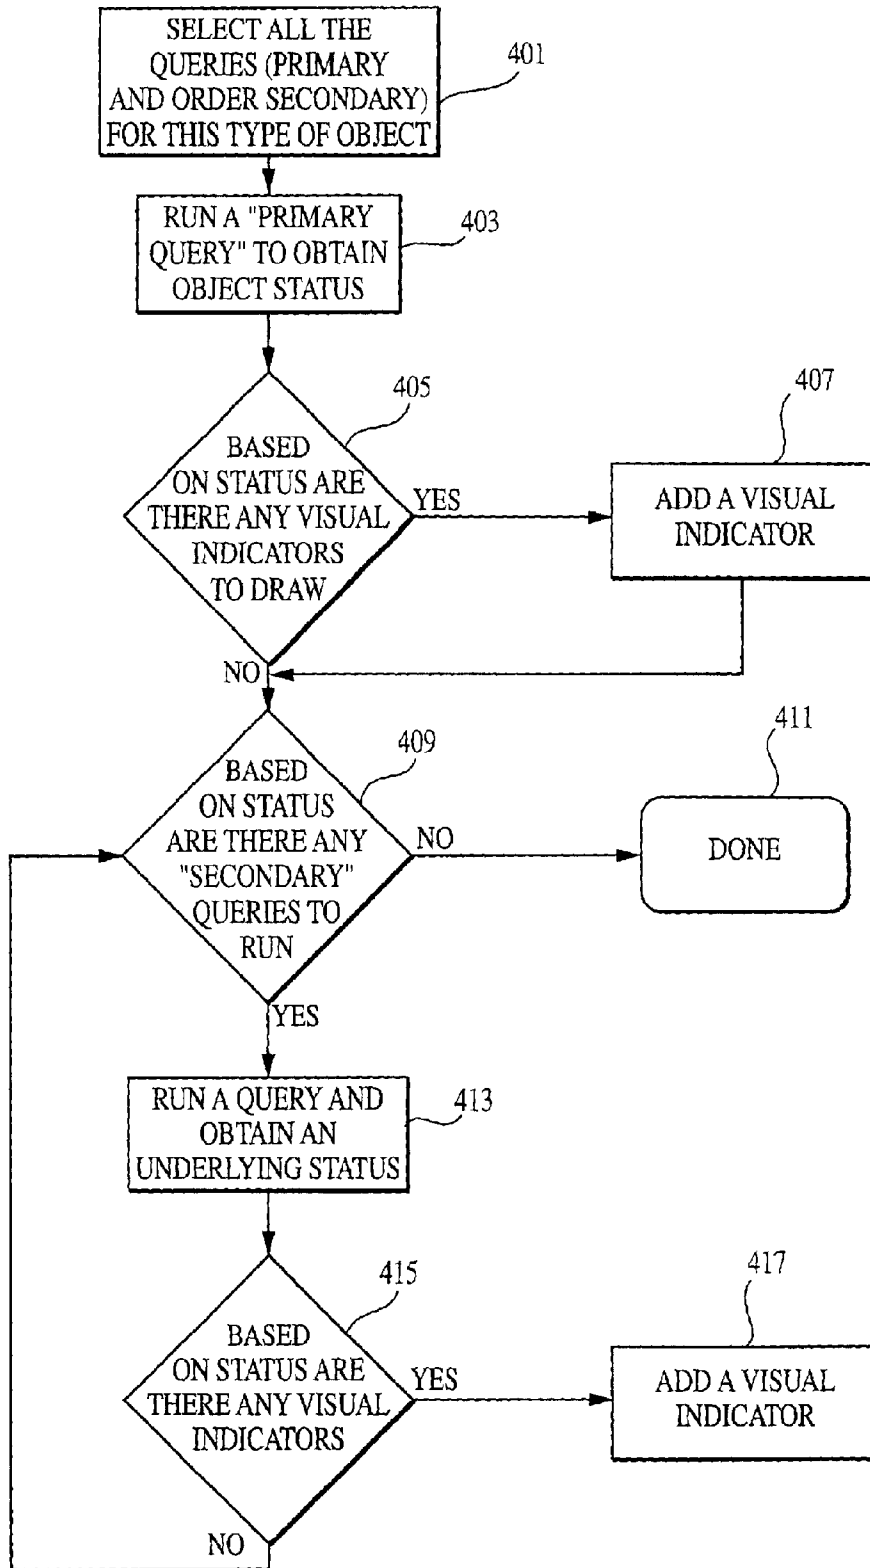 SELECT ALL THE
QUERIES (PRIMARY
AND ORDER SECONDARY)
FOR THIS TYPE OF OBJECT
401
RUN A "PRIMARY
QUERY" TO OBTAIN
OBJECT STATUS
403
BASED
ON STATUS ARE
THERE ANY VISUAL
INDICATORS
TO DRAW
405
YES
NO
ADD A VISUAL
INDICATOR
407
BASED
ON STATUS
ARE THERE ANY
"SECONDARY"
QUERIES TO
RUN
409
NO
YES
DONE
411
RUN A QUERY AND
OBTAIN AN
UNDERLYING STATUS
413
BASED
ON STATUS ARE
THERE ANY VISUAL
INDICATORS
415
YES
NO
ADD A VISUAL
INDICATOR
417